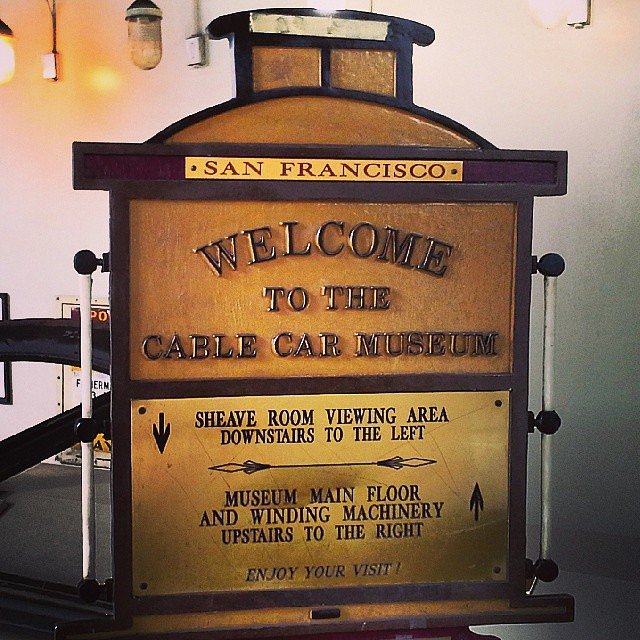 ·SAN FRANCISCO·
WELCOME
TO THE
CABLE CAR MUSEUM
SHEAVE ROOM VIEWING AREA
DOWNSTAIRS TO THE LEFT
MUSEUM MAIN FLOOR
AND WINDING MACHINERY
UPSTAIRS TO THE RIGHT
ENJOY YOUR VISIT!